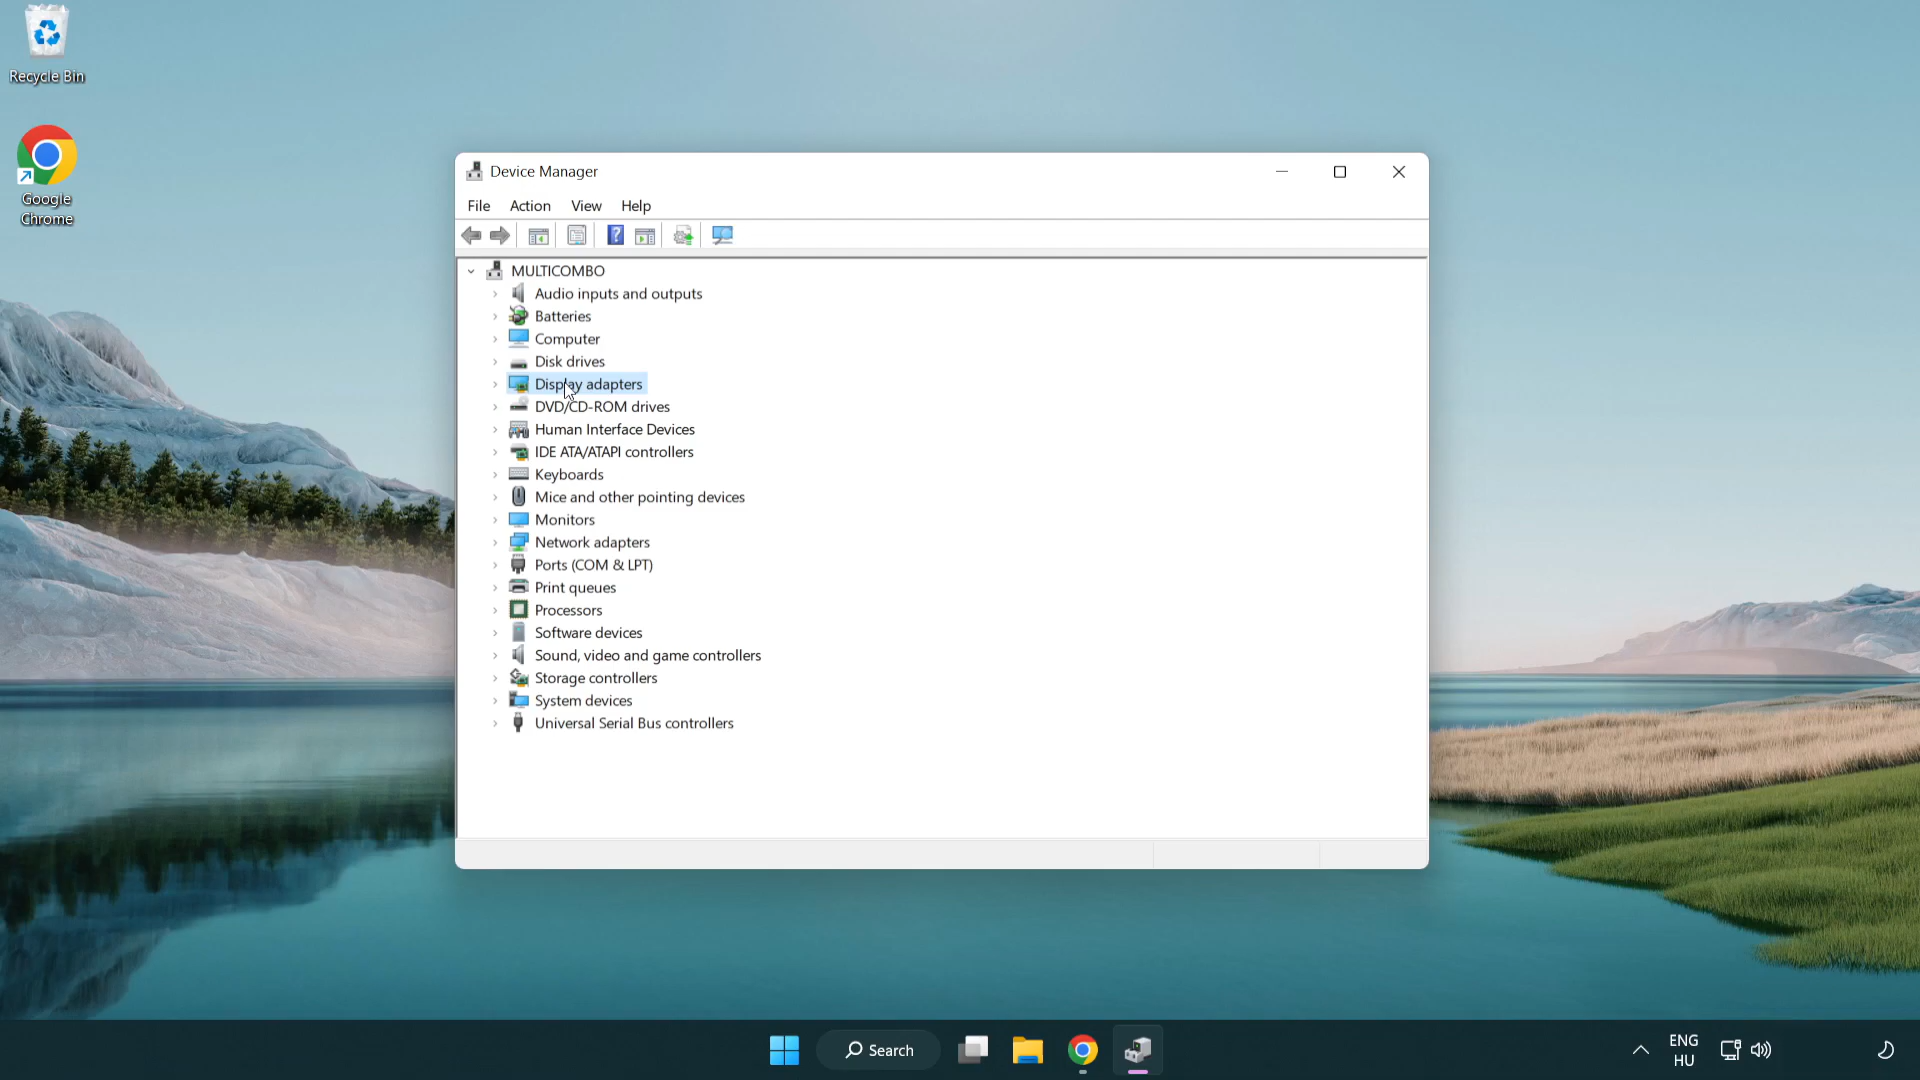 Recycle Bin
Google
Chrome
Device Manager
File Action View Help
MULTICOMBO
Audio inputs and outputs
Batteries
Computer
Disk drives
Display adapters
DVD/CD-ROM drives
Human Interface Devices
IDE ATA/ATAPI controllers
Keyboards
Mice and other pointing devices
Monitors
Network adapters
Ports (COM & LPT)
Print queues
Processors
Software devices
Sound, video and game controllers
Storage controllers
System devices
Universal Serial Bus controllers
Search
ENG
HU